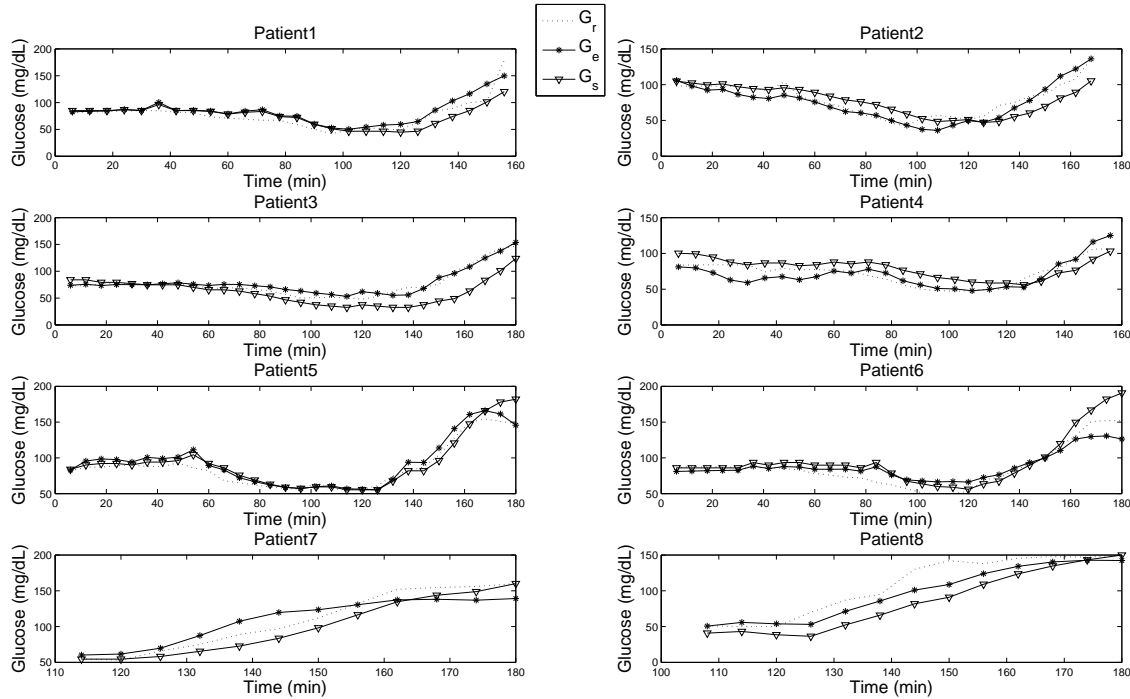 G_r
G_e
G_s
Patient1
200
150
100
50
0
Glucose (mg/dL)
0 20 40 60 80 100 120 140 160
Time (min)
Patient2
150
100
50
0
Glucose (mg/dL)
0 20 40 60 80 100 120 140 160 180
Time (min)
Patient3
200
150
100
50
0
Glucose (mg/dL)
0 20 40 60 80 100 120 140 160 180
Time (min)
Patient4
150
100
50
0
Glucose (mg/dL)
0 20 40 60 80 100 120 140 160 180
Time (min)
Patient5
200
150
100
50
Glucose (mg/dL)
0 20 40 60 80 100 120 140 160 180
Time (min)
Patient6
200
150
100
50
Glucose (mg/dL)
0 20 40 60 80 100 120 140 160 180
Time (min)
Patient7
200
150
100
50
Glucose (mg/dL)
110 120 130 140 150 160 170 180
Time (min)
Patient8
150
100
50
0
Glucose (mg/dL)
100 110 120 130 140 150 160 170 180
Time (min)